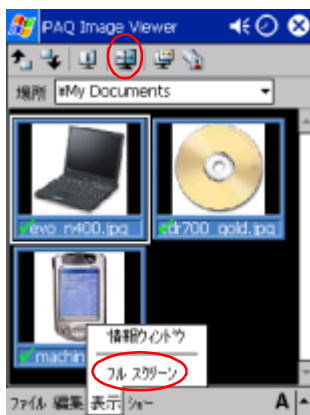 iPAQ Image Viewer
場所 ¥My Documents
evo_n400.jpg
dr700_gold.jpg
machin
情報ウィンドウ
フル スクリーン
ファイル 編集 表示 ショー A